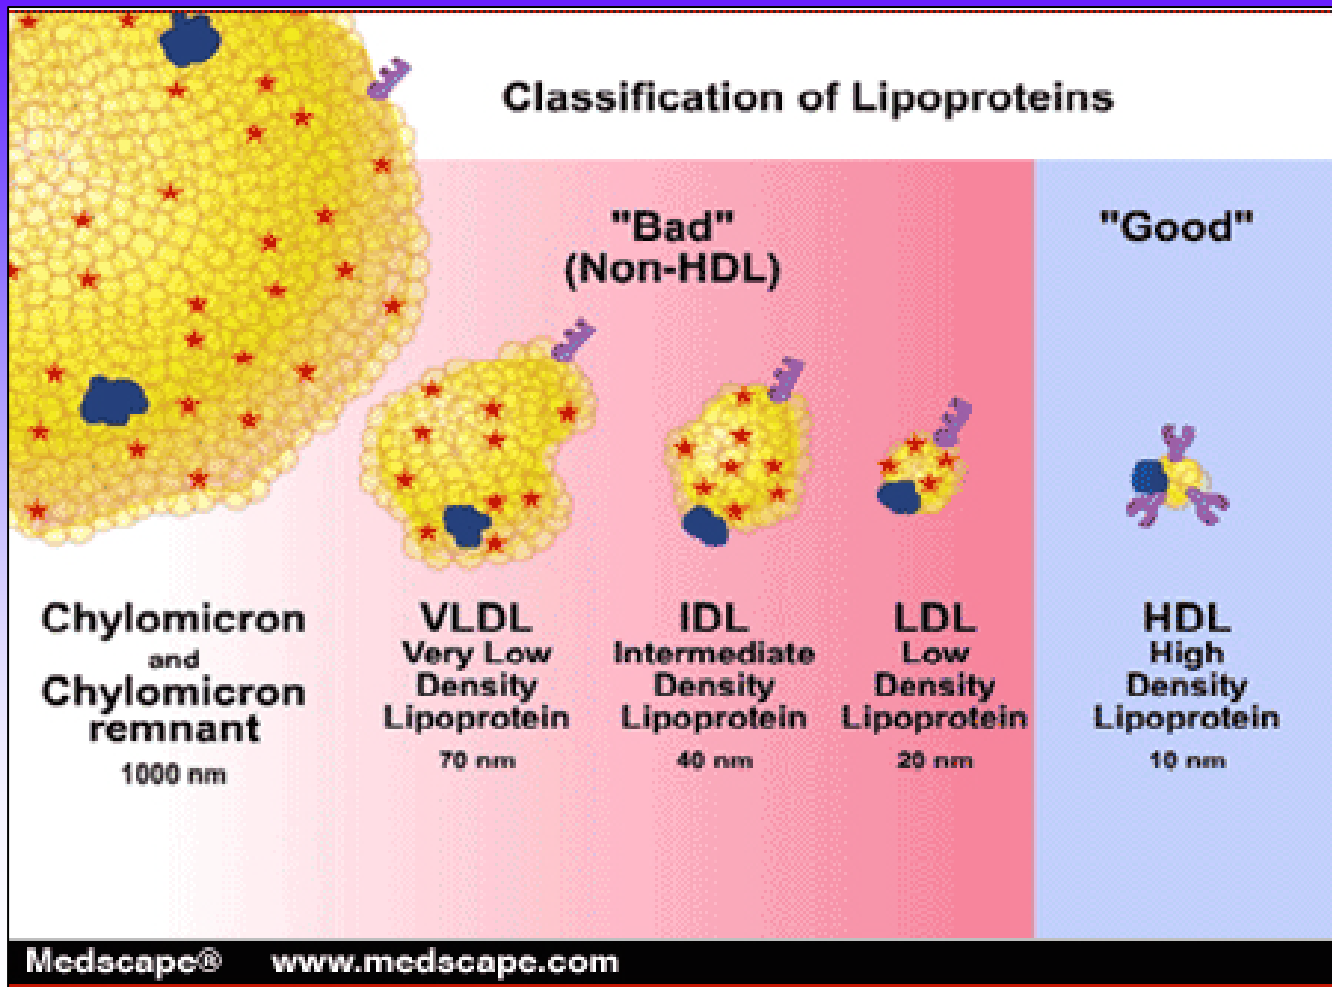 Classification of Lipoproteins
"Bad"
(Non-HDL)
"Good"
Chylomicron
and
Chylomicron
remnant
1000 nm
VLDL
Very Low
Density
Lipoprotein
70 nm
IDL
Intermediate
Density
Lipoprotein
40 nm
LDL
Low
Density
Lipoprotein
20 nm
HDL
High
Density
Lipoprotein
10 nm
Medscape® www.medscape.com